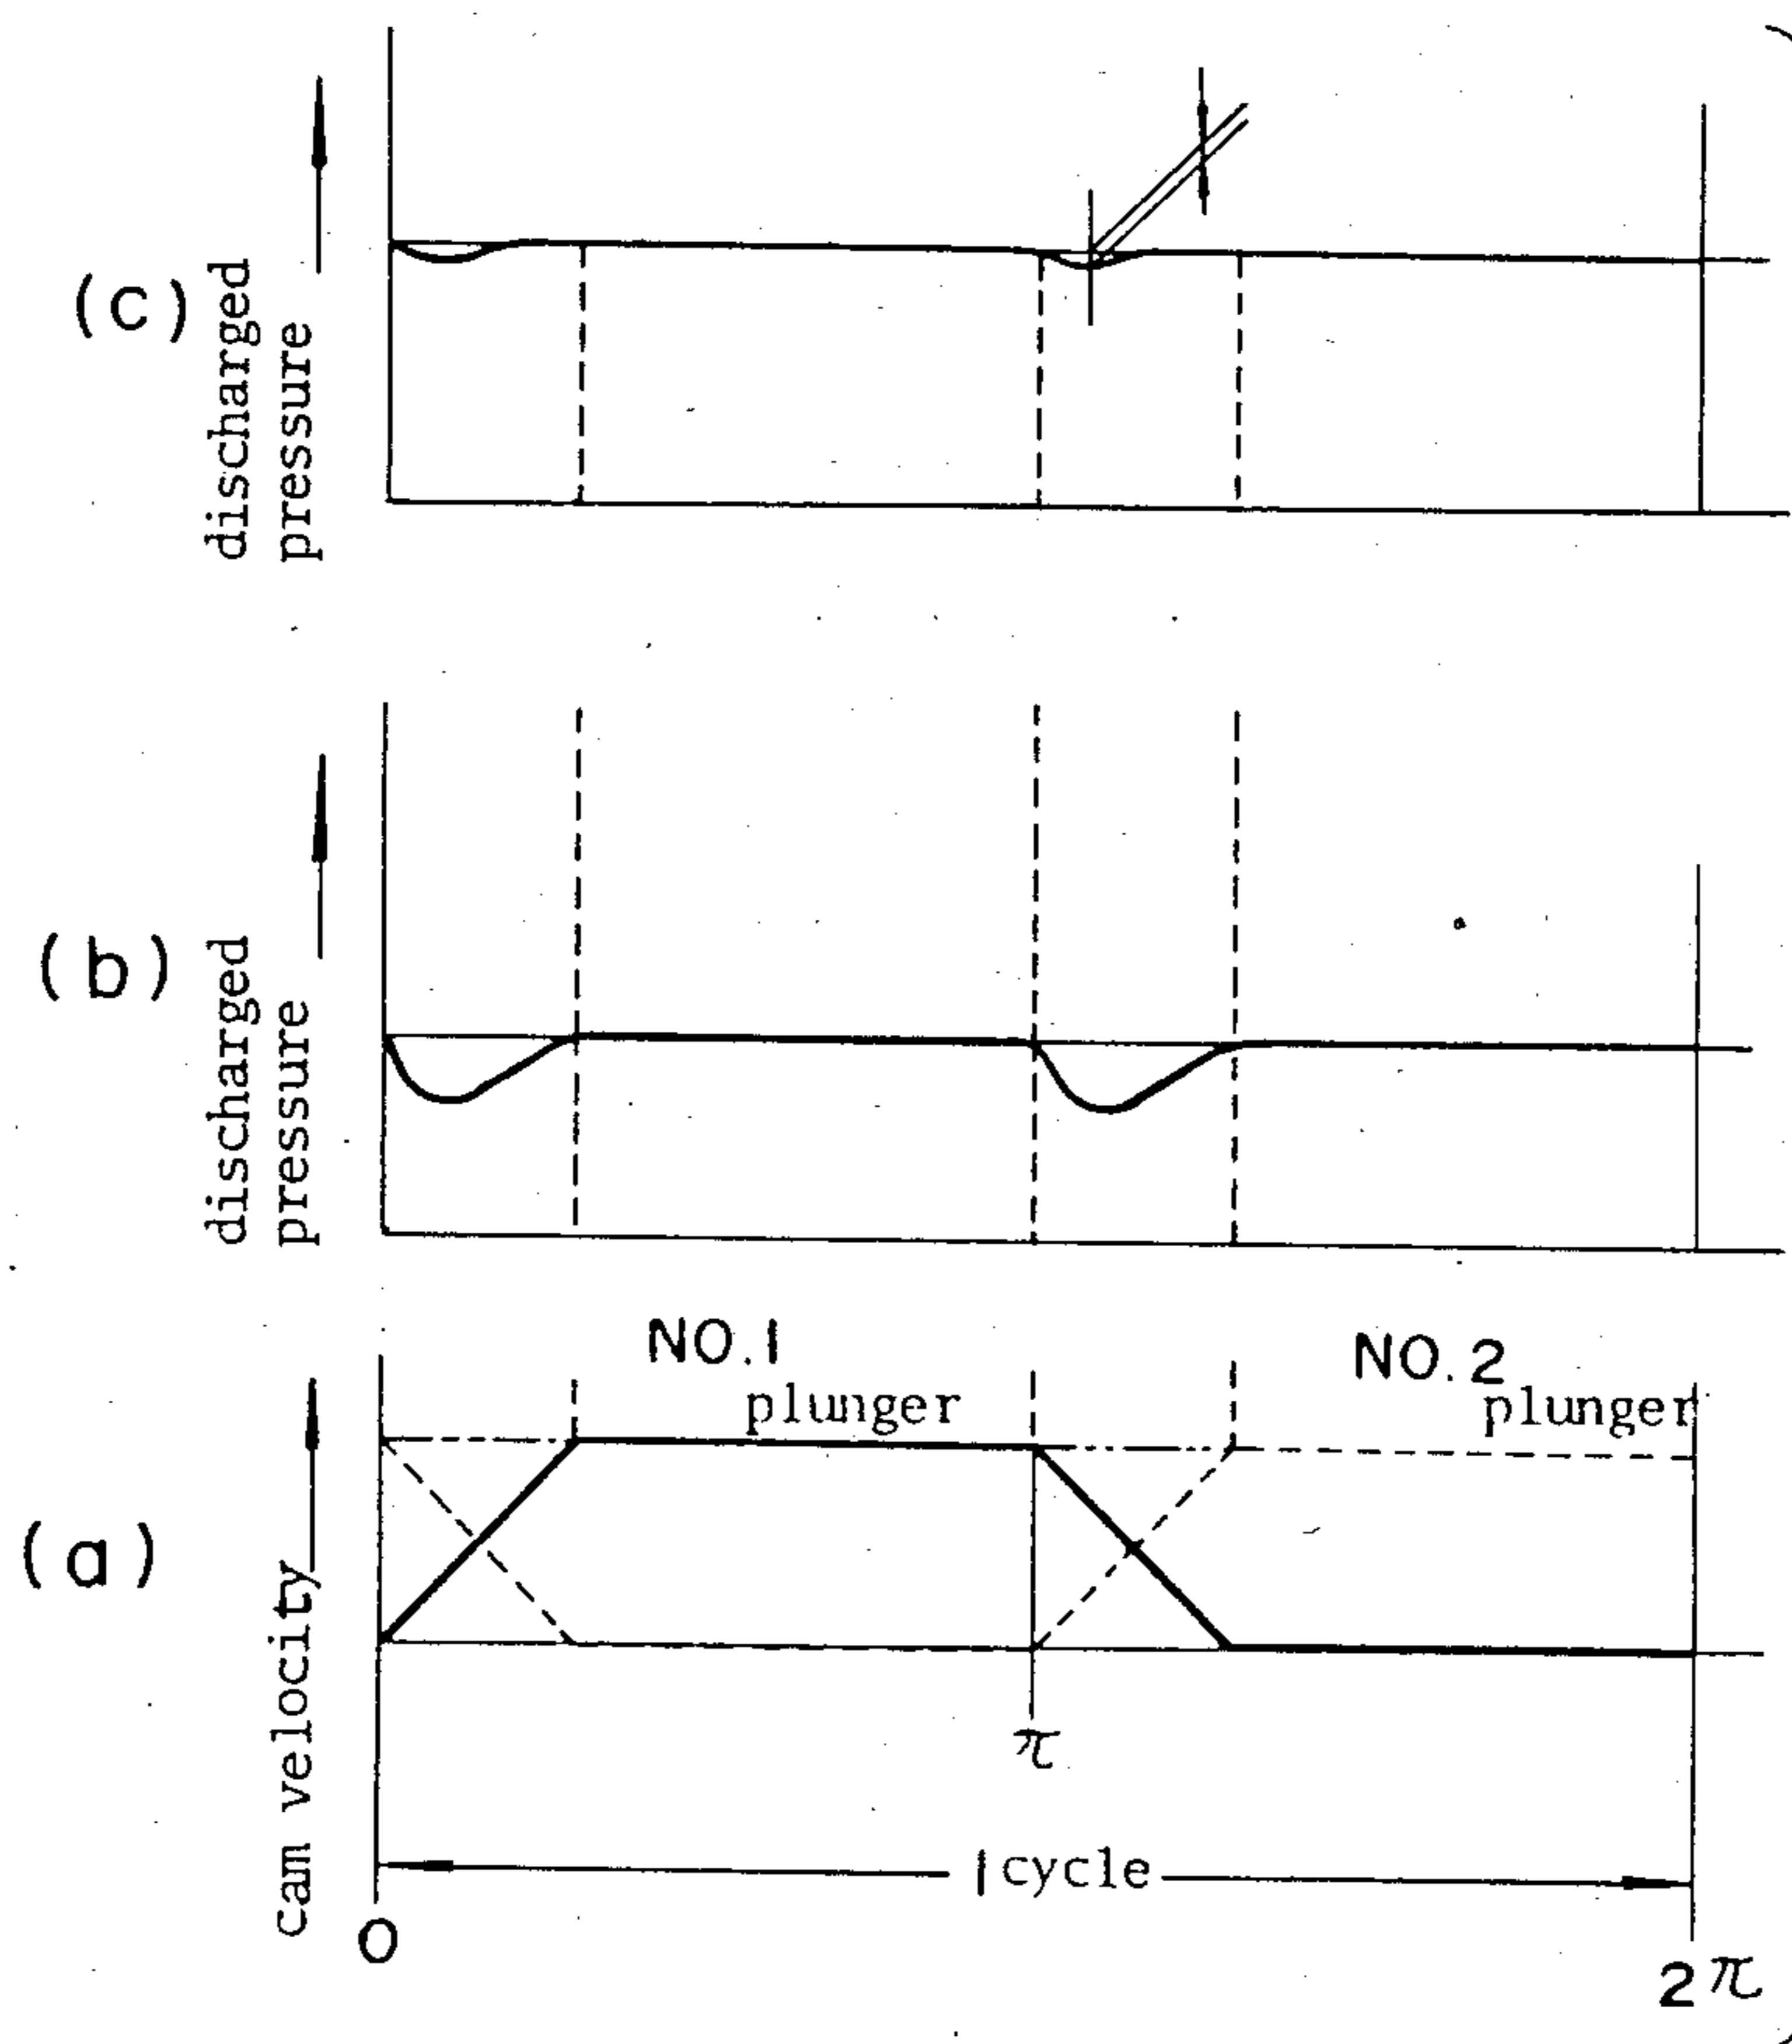 (c)
discharged
pressure
(b)
discharged
pressure
NO.1
plunger
NO.2
plunger
(a)
cam velocity
π
1 cycle
0
2π